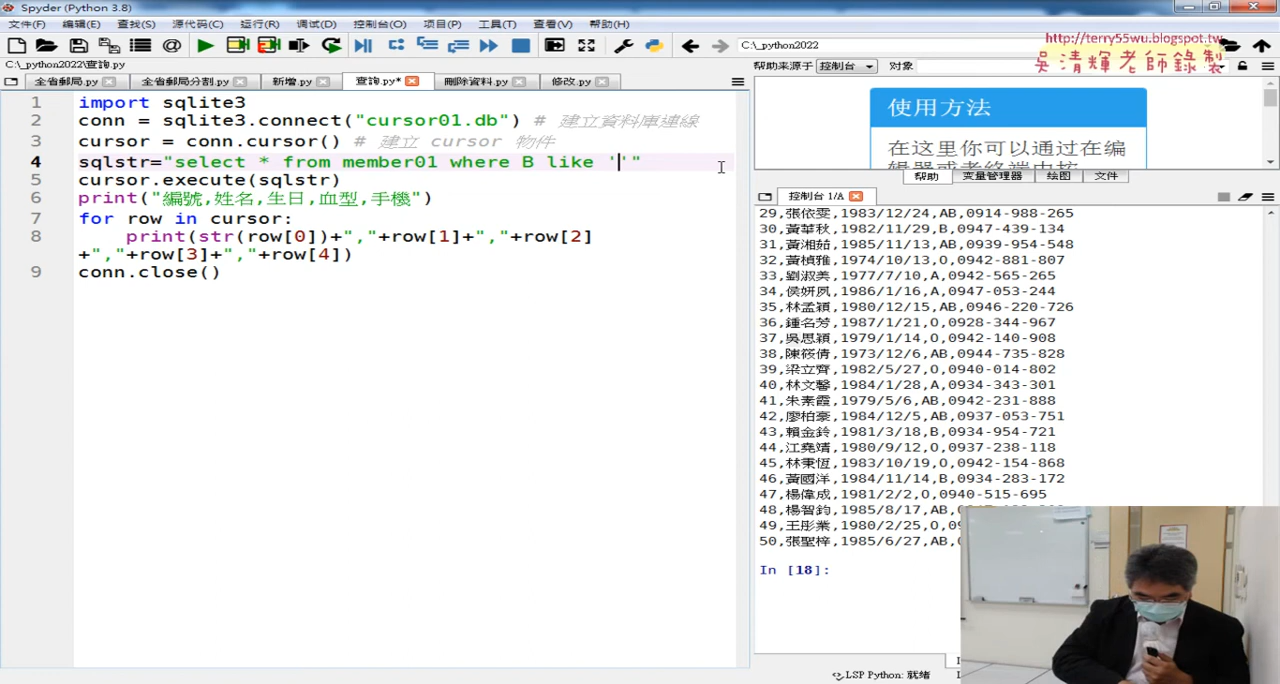 Spyder (Python 3.8)
文件(F) 编辑(E) 查找(S) 源代码(C) 运行(R) 调试(D) 控制台(O) 项目(P) 工具(T) 查看(V) 帮助(H)
C:\_python2022
http://terry55wu.blogspot.tw
吳清輝老師錄製
C:\_python2022\查詢.py
帮助来源于 控制台 对象
全省郵局.py 全省郵局分割.py 新增.py 查詢.py* 刪除資料.py 修改.py
1 import sqlite3
2 conn = sqlite3.connect("cursor01.db") # 建立資料庫連線
3 cursor = conn.cursor() # 建立 cursor 物件
4 sqlstr="select * from member01 where B like ''"
5 cursor.execute(sqlstr)
6 print("編號,姓名,生日,血型,手機")
7 for row in cursor:
8 print(str(row[0])+","+row[1]+","+row[2]
+","+row[3]+","+row[4])
9 conn.close()
使用方法
在这里你可以通过在编
帮助 变量管理器 绘图 文件
控制台 1/A
29,張依雯,1983/12/24,AB,0914-988-265
30,黃華秋,1982/11/29,B,0947-439-134
31,黃湘茹,1985/11/13,AB,0939-954-548
32,黃楨雅,1974/10/13,O,0942-881-807
33,劉淑美,1977/7/10,A,0942-565-265
34,侯妍夙,1986/1/16,A,0947-053-244
35,林孟穎,1980/12/15,AB,0946-220-726
36,鍾名芳,1987/1/21,O,0928-344-967
37,吳思穎,1979/1/14,O,0942-140-908
38,陳筱倩,1973/12/6,AB,0944-735-828
39,梁立齊,1982/5/27,O,0940-014-802
40,林文馨,1984/1/28,A,0934-343-301
41,朱素霞,1979/5/6,AB,0942-231-888
42,廖柏豪,1984/12/5,AB,0937-053-751
43,賴金鈴,1981/3/18,B,0934-954-721
44,江堯靖,1980/9/12,O,0937-238-118
45,林秉恆,1983/10/19,O,0942-154-868
46,黃國洋,1984/11/14,B,0934-283-172
47,楊偉成,1981/2/2,O,0940-515-695
48,楊智鈞,1985/8/17,AB
49,王彤業,1980/2/25,O,09
50,張聖梓,1985/6/27,AB,
In [18]:
LSP Python: 就绪